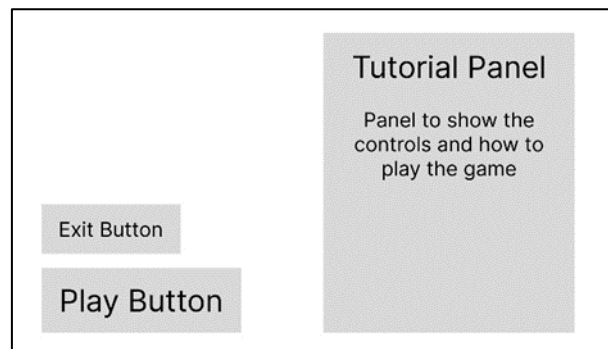 Tutorial Panel
Panel to show the
controls and how to
play the game
Exit Button
Play Button